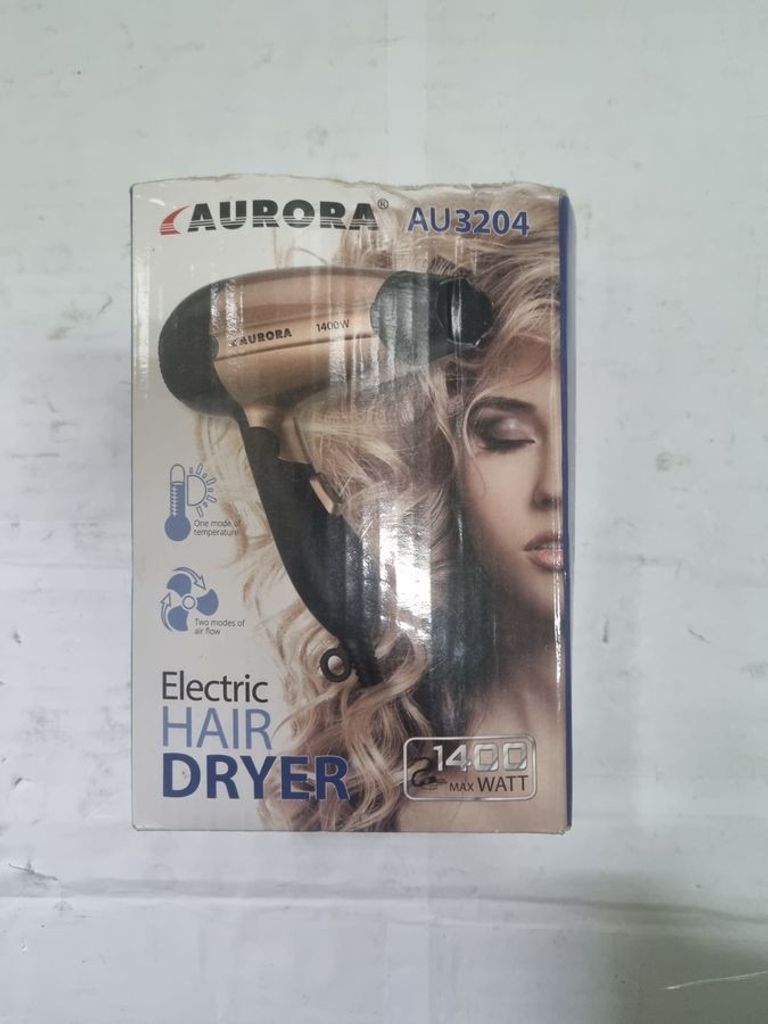 AURORA®
AU3204
AURORA 1400W
One mode of
temperature
Two modes of
air flow
Electric
HAIR
DRYER
1400
MAX WATT